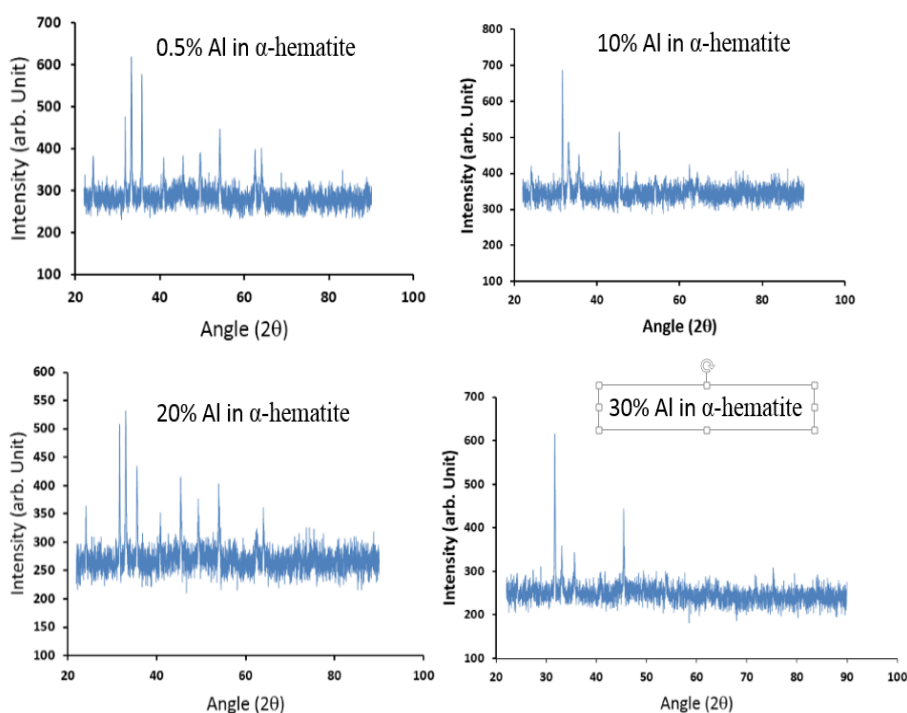 0.5% Al in α-hematite
Intensity (arb. Unit)
700
600
500
400
300
200
100
20 40 60 80 100
Angle (2θ)
10% Al in α-hematite
Intensity (arb. Unit)
800
700
600
500
400
300
200
100
20 40 60 80 100
Angle (2θ)
20% Al in α-hematite
Intensity (arb. Unit)
600
550
500
450
400
350
300
250
200
150
100
20 40 60 80 100
Angle (2θ)
30% Al in α-hematite
Intensity (arb. Unit)
700
600
500
400
300
200
100
20 30 40 50 60 70 80 90 100
Angle (2θ)